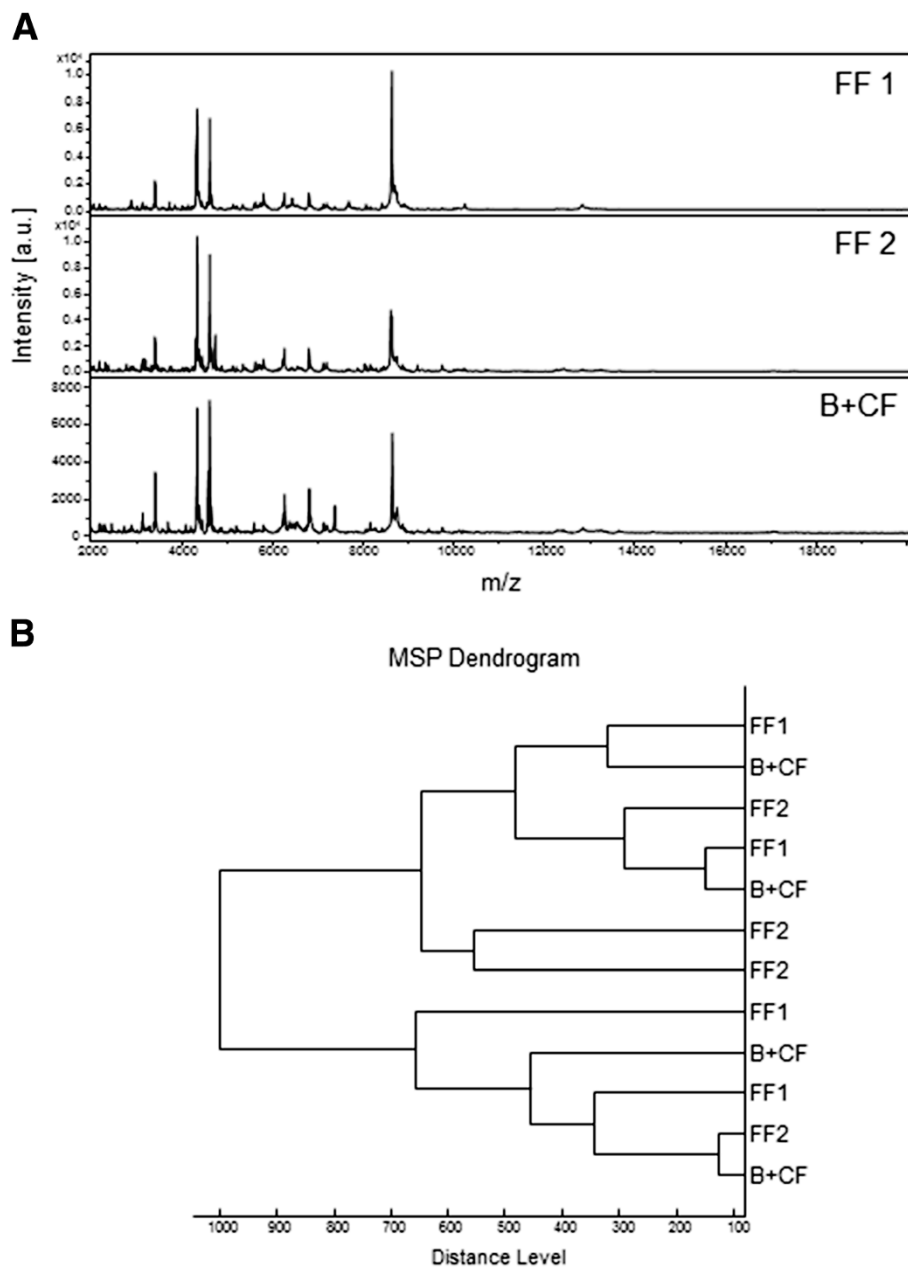 A
x10⁴
1.0
0.8
0.6
0.4
0.2
0.0
FF 1
x10⁴
1.0
0.8
0.6
0.4
0.2
0.0
FF 2
8000
6000
4000
2000
0
B+CF
Intensity [a.u.]
2000 4000 6000 8000 10000 12000 14000 16000 18000
m/z
B
MSP Dendrogram
FF1
B+CF
FF2
FF1
B+CF
FF2
FF2
FF1
B+CF
FF1
FF2
B+CF
1000 900 800 700 600 500 400 300 200 100
Distance Level